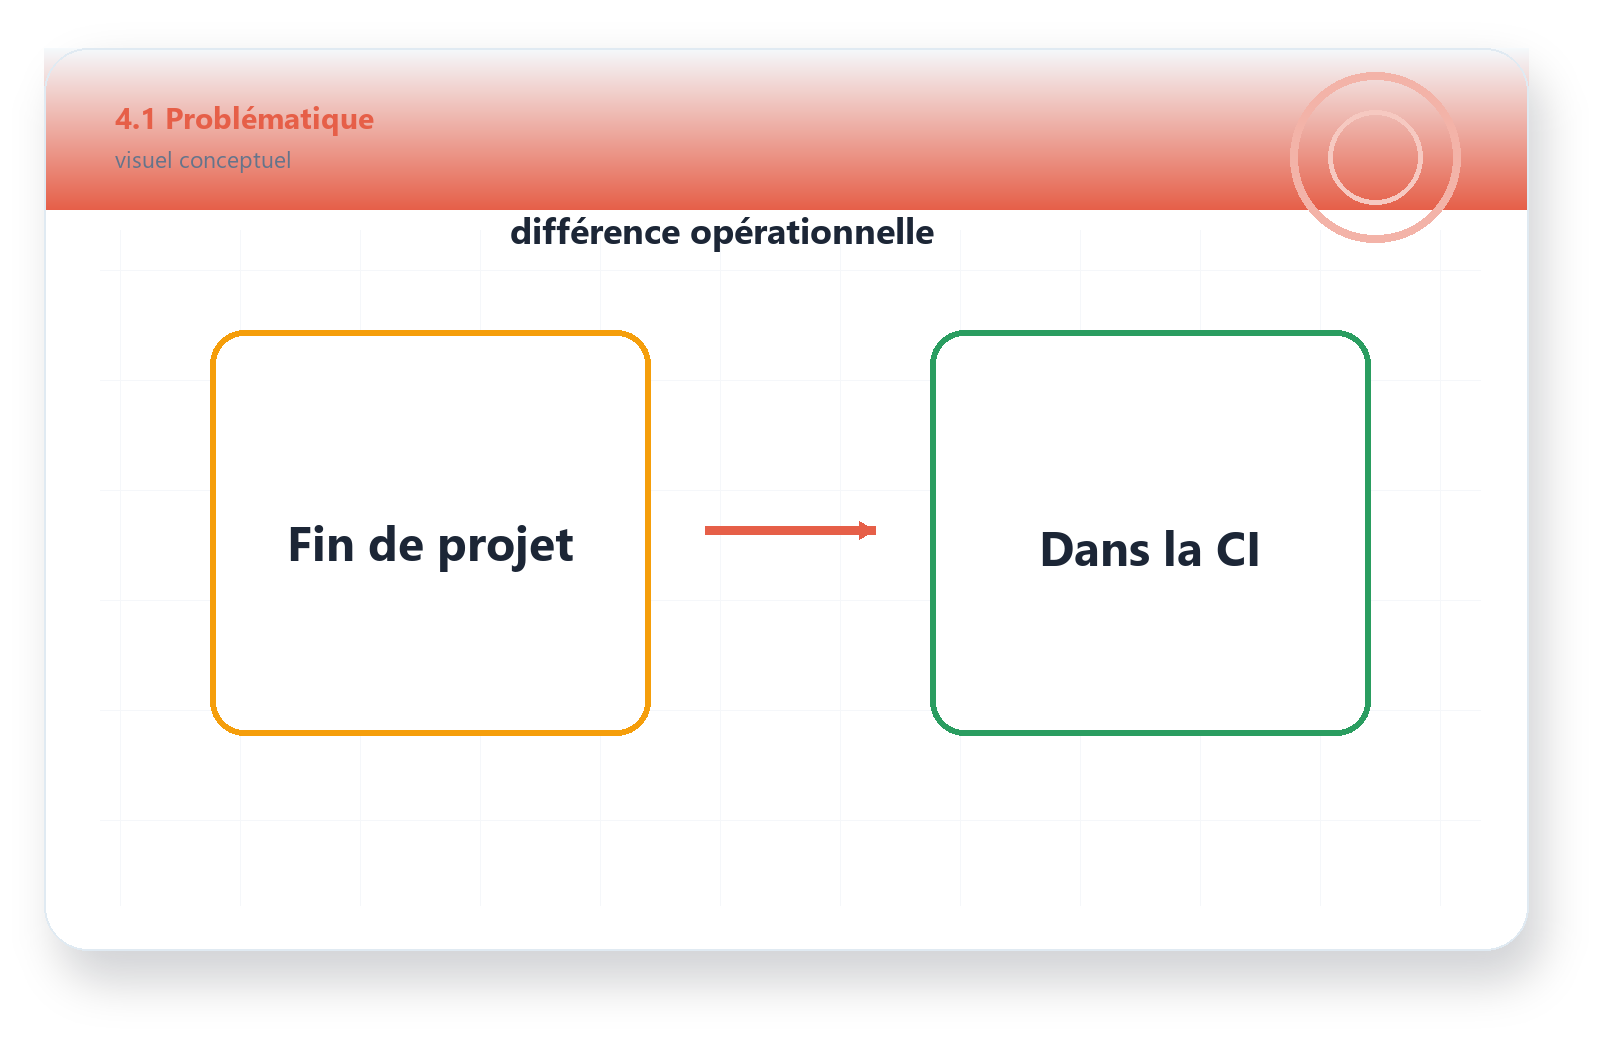 4.1 Problématique
visuel conceptuel
différence opérationnelle
Fin de projet
Dans la CI